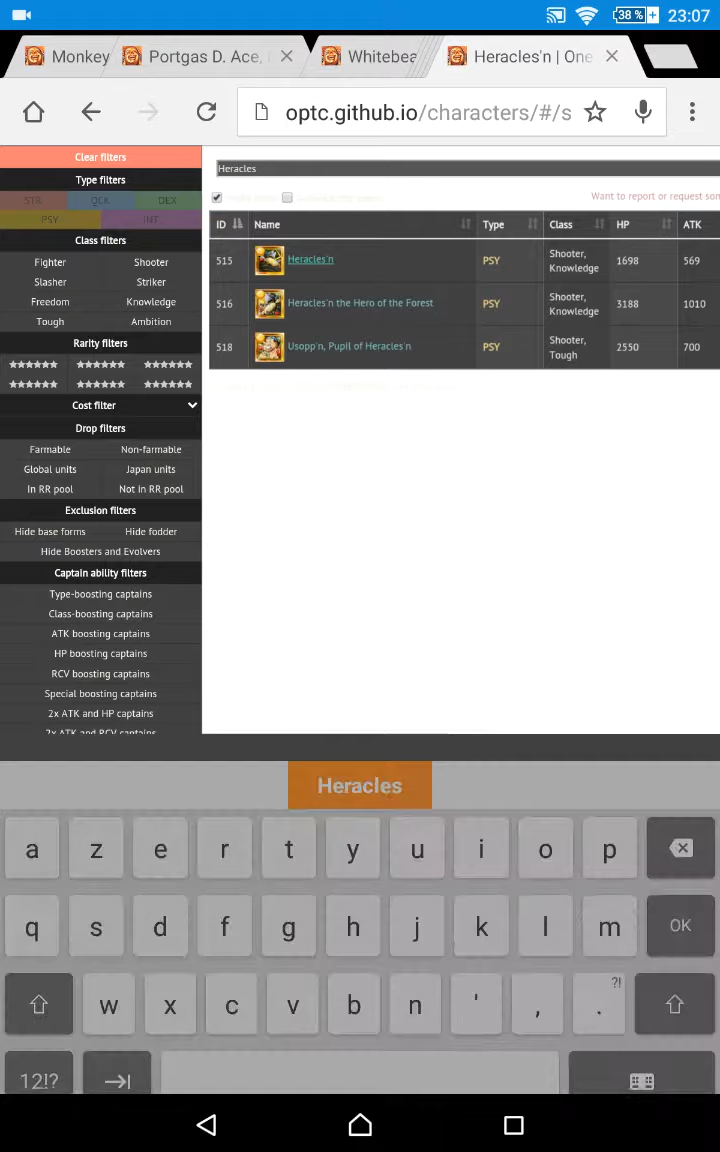 38 % 23:07
Monkey Portgas D. Ace, Whitebea Heracles'n | One
optc.github.io/characters/#/s
Clear filters
Type filters
STR QCK DEX
PSY INT
Class filters
Fighter Shooter
Slasher Striker
Freedom Knowledge
Tough Ambition
Rarity filters
Cost filter
Drop filters
Farmable Non-farmable
Global units Japan units
In RR pool Not in RR pool
Exclusion filters
Hide base forms Hide fodder
Hide Boosters and Evolvers
Captain ability filters
Type-boosting captains
Class-boosting captains
ATK boosting captains
HP boosting captains
RCV boosting captains
Special boosting captains
2x ATK and HP captains
2x ATK and RCV captains
Heracles
Want to report or request son
ID Name Type Class HP ATK
515 Heracles'n PSY Shooter, Knowledge 1698 569
516 Heracles'n the Hero of the Forest PSY Shooter, Knowledge 3188 1010
518 Usopp'n, Pupil of Heracles'n PSY Shooter, Tough 2550 700
Heracles
a z e r t y u i o p
q s d f g h j k l m OK
w x c v b n ' , . ?!
12!?